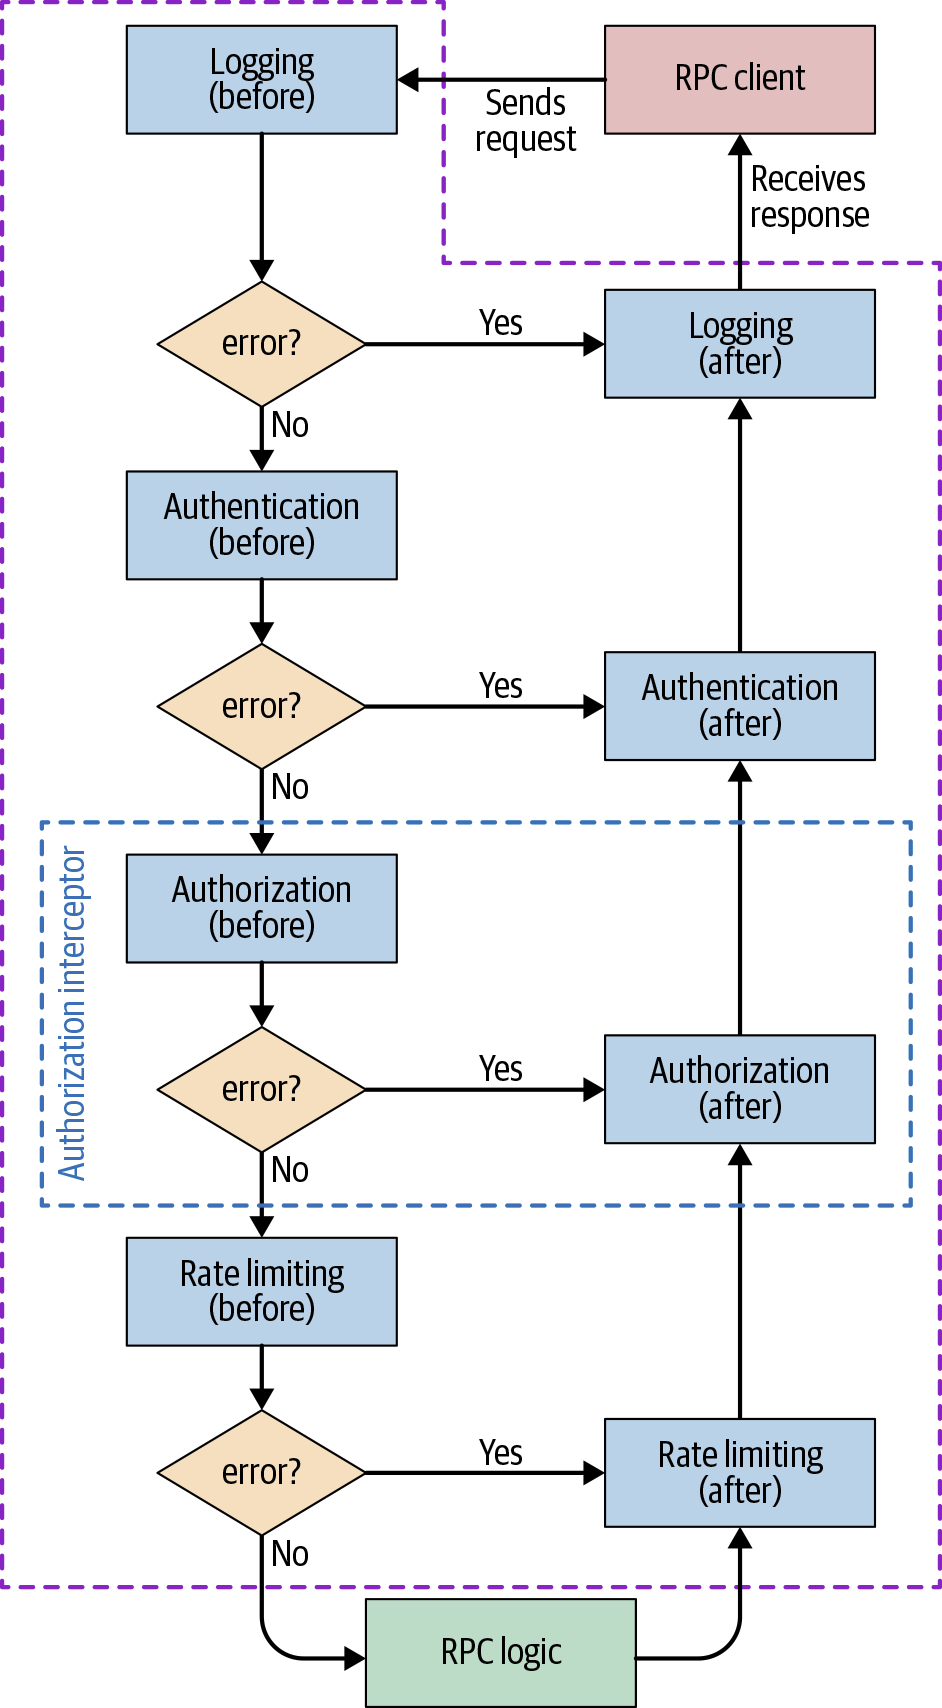 Logging
(before)
RPC client
Sends
request
Receives
response
error?
Yes
Logging
(after)
No
Authentication
(before)
error?
Yes
Authentication
(after)
No
Authorization interceptor
Authorization
(before)
error?
Yes
Authorization
(after)
No
Rate limiting
(before)
error?
Yes
Rate limiting
(after)
No
RPC logic